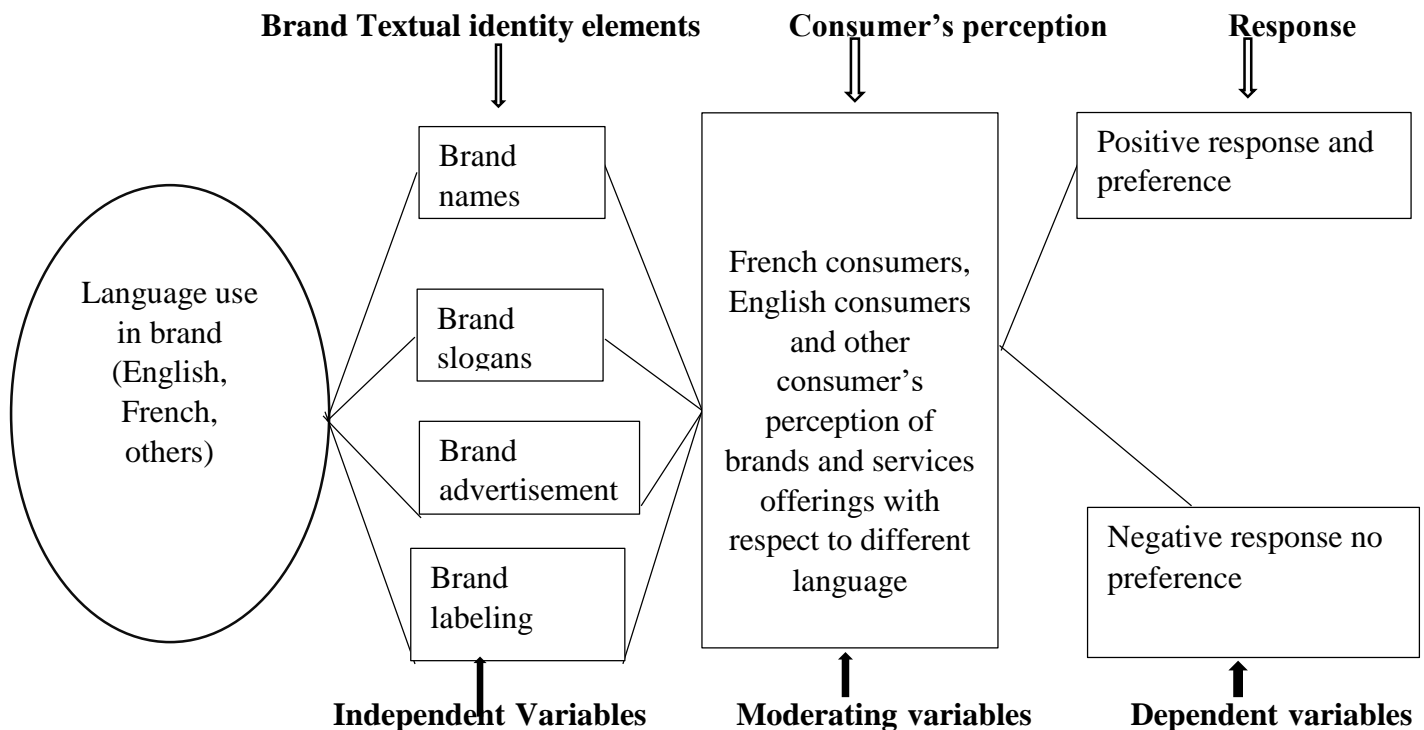 Brand Textual identity elements
Consumer's perception
Response
Language use
in brand
(English,
French,
others)
Brand
names
Brand
slogans
Brand
advertisement
Brand
labeling
French consumers,
English consumers
and other
consumer's
perception of
brands and services
offerings with
respect to different
language
Positive response and
preference
Negative response no
preference
Independent Variables
Moderating variables
Dependent variables